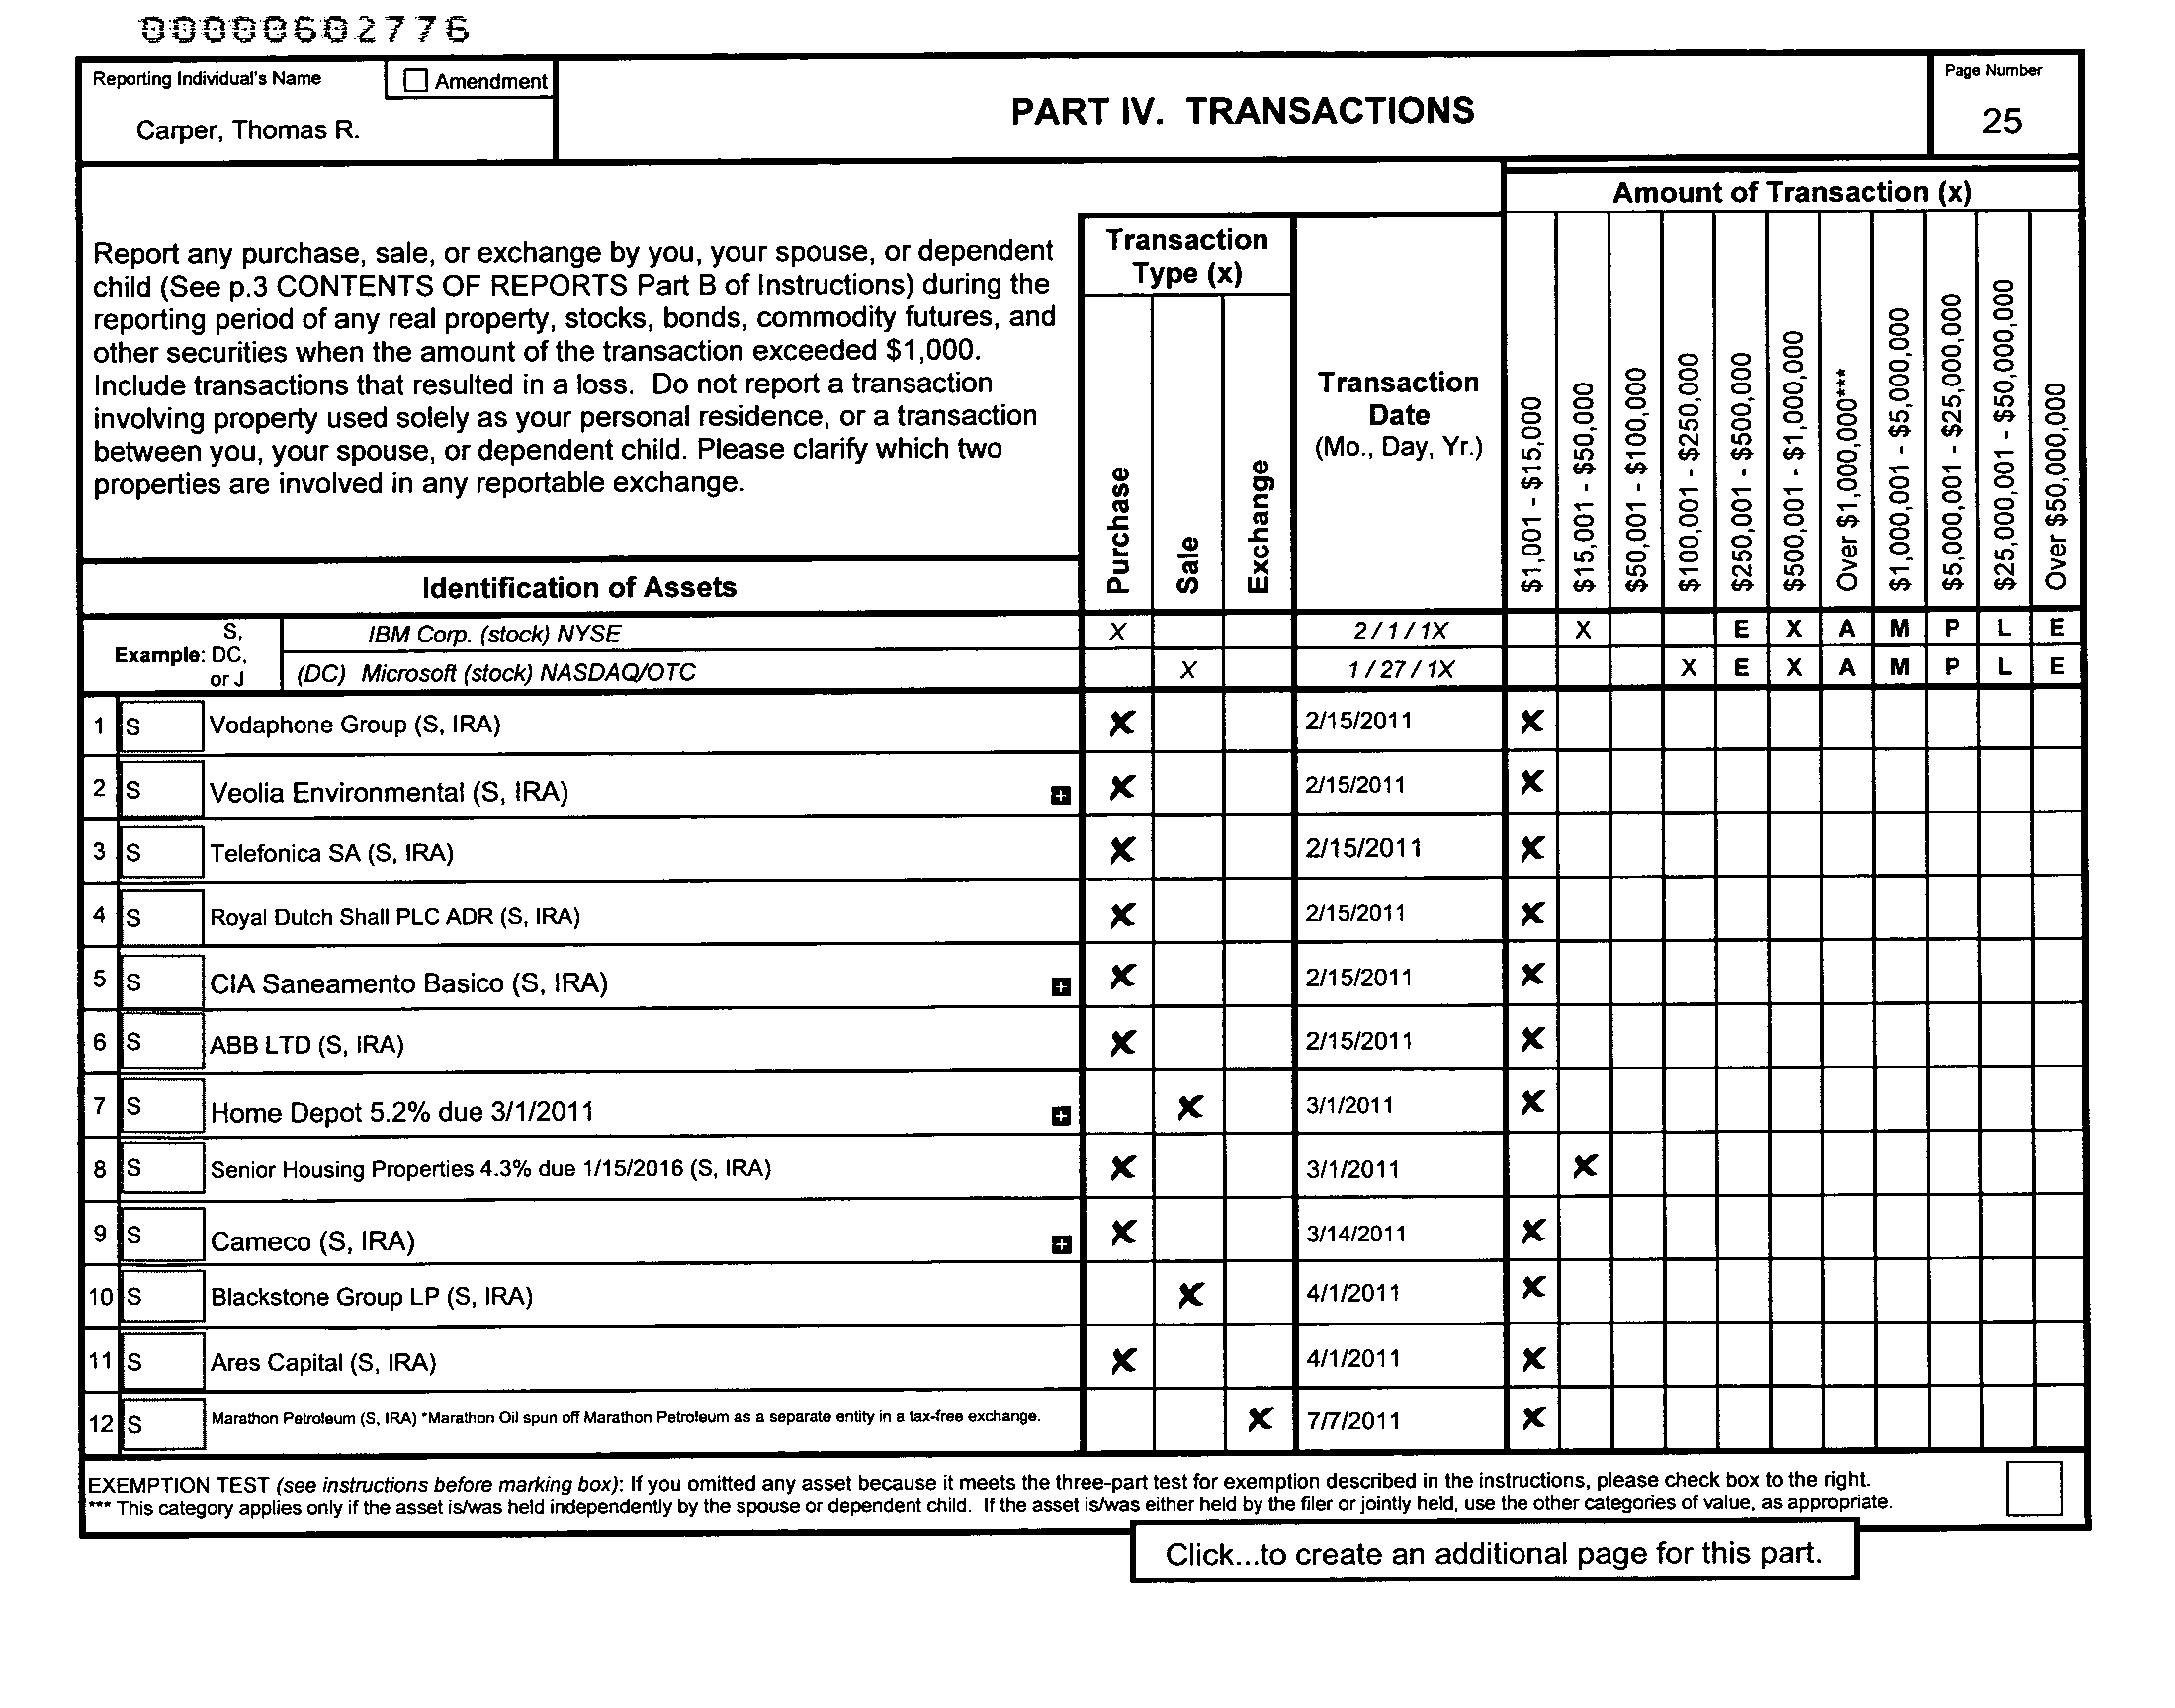 00000602776
Reporting Individual's Name
Amendment
Carper, Thomas R.
PART IV. TRANSACTIONS
Page Number
25
Amount of Transaction (x)
Report any purchase, sale, or exchange by you, your spouse, or dependent
child (See p.3 CONTENTS OF REPORTS Part B of Instructions) during the
reporting period of any real property, stocks, bonds, commodity futures, and
other securities when the amount of the transaction exceeded $1,000.
Include transactions that resulted in a loss. Do not report a transaction
involving property used solely as your personal residence, or a transaction
between you, your spouse, or dependent child. Please clarify which two
properties are involved in any reportable exchange.
Transaction
Type (x)
Purchase
Sale
Exchange
Transaction
Date
(Mo., Day, Yr.)
$1,001 - $15,000
$15,001 - $50,000
$50,001 - $100,000
$100,001 - $250,000
$250,001 - $500,000
$500,001 - $1,000,000
Over $1,000,000***
$1,000,001 - $5,000,000
$5,000,001 - $25,000,000
$25,000,001 - $50,000,000
Over $50,000,000
Identification of Assets
Example: S, DC, or J
IBM Corp. (stock) NYSE X 2/1/1X X E X A M P L E
(DC) Microsoft (stock) NASDAQ/OTC X 1/27/1X X E X A M P L E
1 S Vodaphone Group (S, IRA) X 2/15/2011 X
2 S Veolia Environmental (S, IRA) + X 2/15/2011 X
3 S Telefonica SA (S, IRA) X 2/15/2011 X
4 S Royal Dutch Shall PLC ADR (S, IRA) X 2/15/2011 X
5 S CIA Saneamento Basico (S, IRA) + X 2/15/2011 X
6 S ABB LTD (S, IRA) X 2/15/2011 X
7 S Home Depot 5.2% due 3/1/2011 + X 3/1/2011 X
8 S Senior Housing Properties 4.3% due 1/15/2016 (S, IRA) X 3/1/2011 X
9 S Cameco (S, IRA) + X 3/14/2011 X
10 S Blackstone Group LP (S, IRA) X 4/1/2011 X
11 S Ares Capital (S, IRA) X 4/1/2011 X
12 S Marathon Petroleum (S, IRA) *Marathon Oil spun off Marathon Petroleum as a separate entity in a tax-free exchange. X 7/7/2011 X
EXEMPTION TEST (see instructions before marking box): If you omitted any asset because it meets the three-part test for exemption described in the instructions, please check box to the right.
*** This category applies only if the asset is/was held independently by the spouse or dependent child. If the asset is/was either held by the filer or jointly held, use the other categories of value, as appropriate.
Click...to create an additional page for this part.